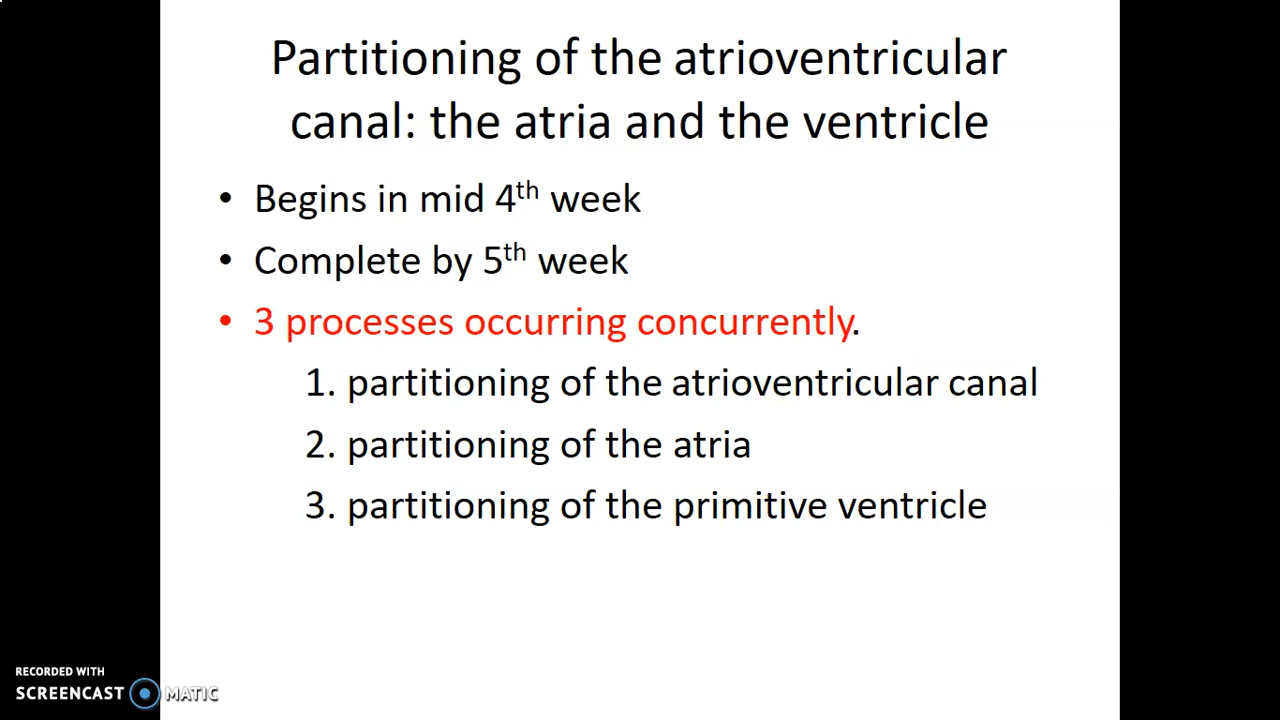 Partitioning of the atrioventricular
canal: the atria and the ventricle
• Begins in mid 4th week
• Complete by 5th week
• 3 processes occurring concurrently.
1. partitioning of the atrioventricular canal
2. partitioning of the atria
3. partitioning of the primitive ventricle
RECORDED WITH
SCREENCAST MATIC